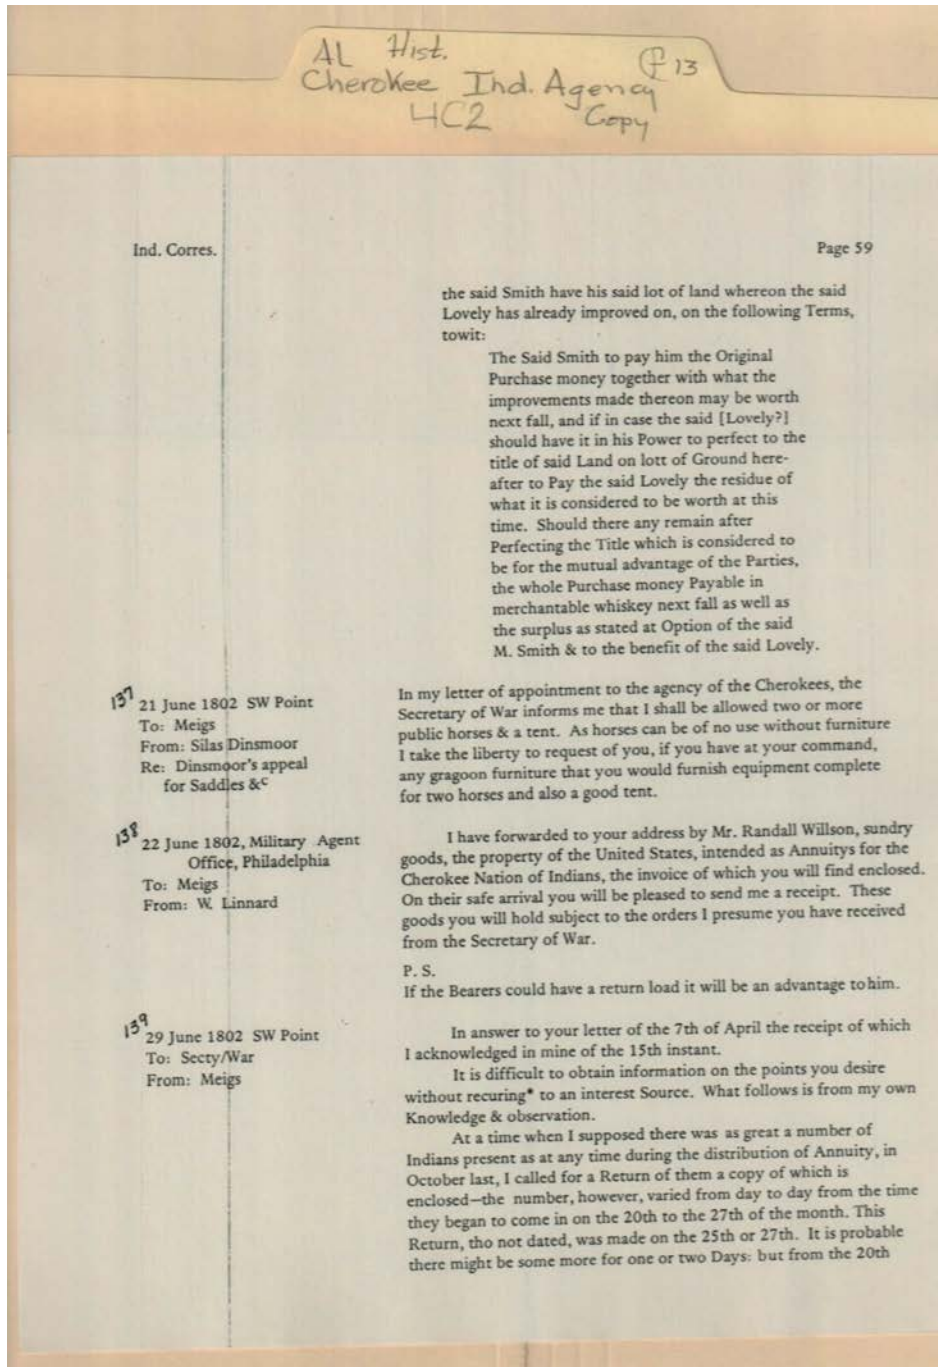 AL Hist. F 13
Cherokee Ind. Agency
4C2 Copy
Ind. Corres.
Page 59
the said Smith have his said lot of land whereon the said
Lovely has already improved on, on the following Terms,
towit:
The Said Smith to pay him the Original
Purchase money together with what the
improvements made thereon may be worth
next fall, and if in case the said [Lovely?]
should have it in his Power to perfect to the
title of said Land on lott of Ground here-
after to Pay the said Lovely the residue of
what it is considered to be worth at this
time. Should there any remain after
Perfecting the Title which is considered to
be for the mutual advantage of the Parties,
the whole Purchase money Payable in
merchantable whiskey next fall as well as
the surplus as stated at Option of the said
M. Smith & to the benefit of the said Lovely.
137
21 June 1802 SW Point
To: Meigs
From: Silas Dinsmoor
Re: Dinsmoor's appeal
for Saddles &c
In my letter of appointment to the agency of the Cherokees, the
Secretary of War informs me that I shall be allowed two or more
public horses & a tent. As horses can be of no use without furniture
I take the liberty to request of you, if you have at your command,
any gragoon furniture that you would furnish equipment complete
for two horses and also a good tent.
138
22 June 1802, Military Agent
Office, Philadelphia
To: Meigs
From: W. Linnard
I have forwarded to your address by Mr. Randall Willson, sundry
goods, the property of the United States, intended as Annuitys for the
Cherokee Nation of Indians, the invoice of which you will find enclosed.
On their safe arrival you will be pleased to send me a receipt. These
goods you will hold subject to the orders I presume you have received
from the Secretary of War.
P. S.
If the Bearers could have a return load it will be an advantage to him.
139
29 June 1802 SW Point
To: Secty/War
From: Meigs
In answer to your letter of the 7th of April the receipt of which
I acknowledged in mine of the 15th instant.
It is difficult to obtain information on the points you desire
without recuring* to an interest Source. What follows is from my own
Knowledge & observation.
At a time when I supposed there was as great a number of
Indians present as at any time during the distribution of Annuity, in
October last, I called for a Return of them a copy of which is
enclosed—the number, however, varied from day to day from the time
they began to come in on the 20th to the 27th of the month. This
Return, tho not dated, was made on the 25th or 27th. It is probable
there might be some more for one or two Days: but from the 20th